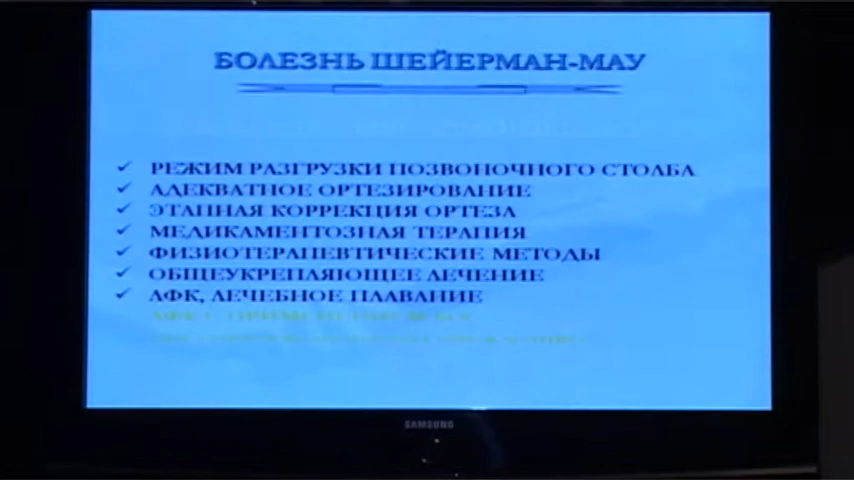 БОЛЕЗНЬ ШЕЙЕРМАН-МАУ
РЕЖИМ РАЗГРУЗКИ ПОЗВОНОЧНОГО СТОЛБА
АДЕКВАТНОЕ ОРТЕЗИРОВАНИЕ
ЭТАПНАЯ КОРРЕКЦИЯ ОРТЕЗА
МЕДИКАМЕНТОЗНАЯ ТЕРАПИЯ
ФИЗИОТЕРАПЕВТИЧЕСКИЕ МЕТОДЫ
ОБЩЕУКРЕПЛЯЮЩЕЕ ЛЕЧЕНИЕ
ЛФК, ЛЕЧЕБНОЕ ПЛАВАНИЕ
SAMSUNG